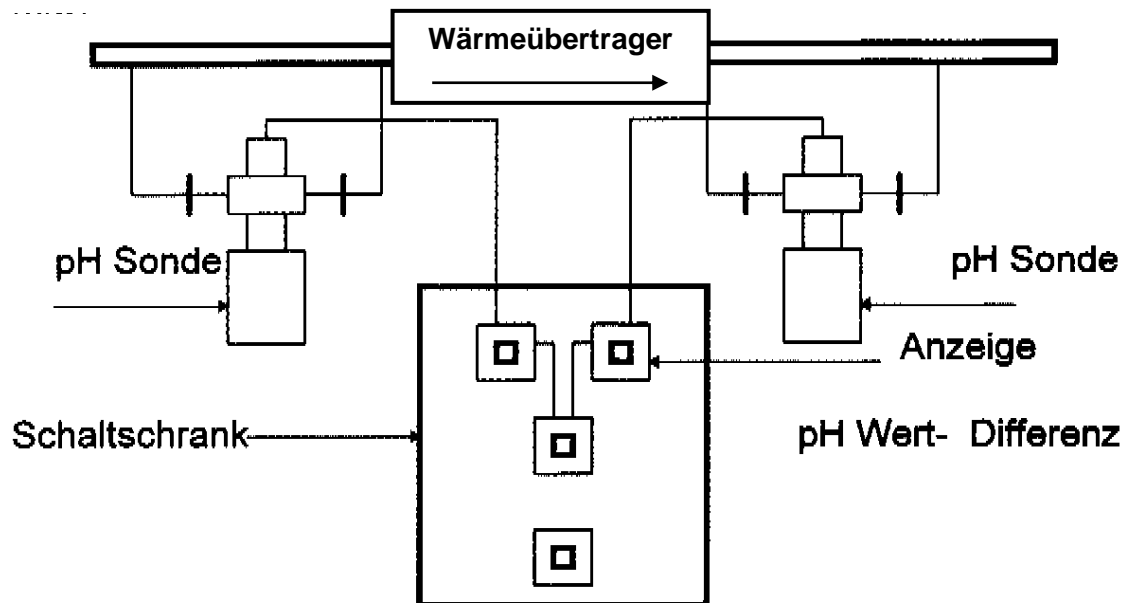 Wärmeübertrager
pH Sonde
pH Sonde
Anzeige
Schaltschrank
pH Wert- Differenz